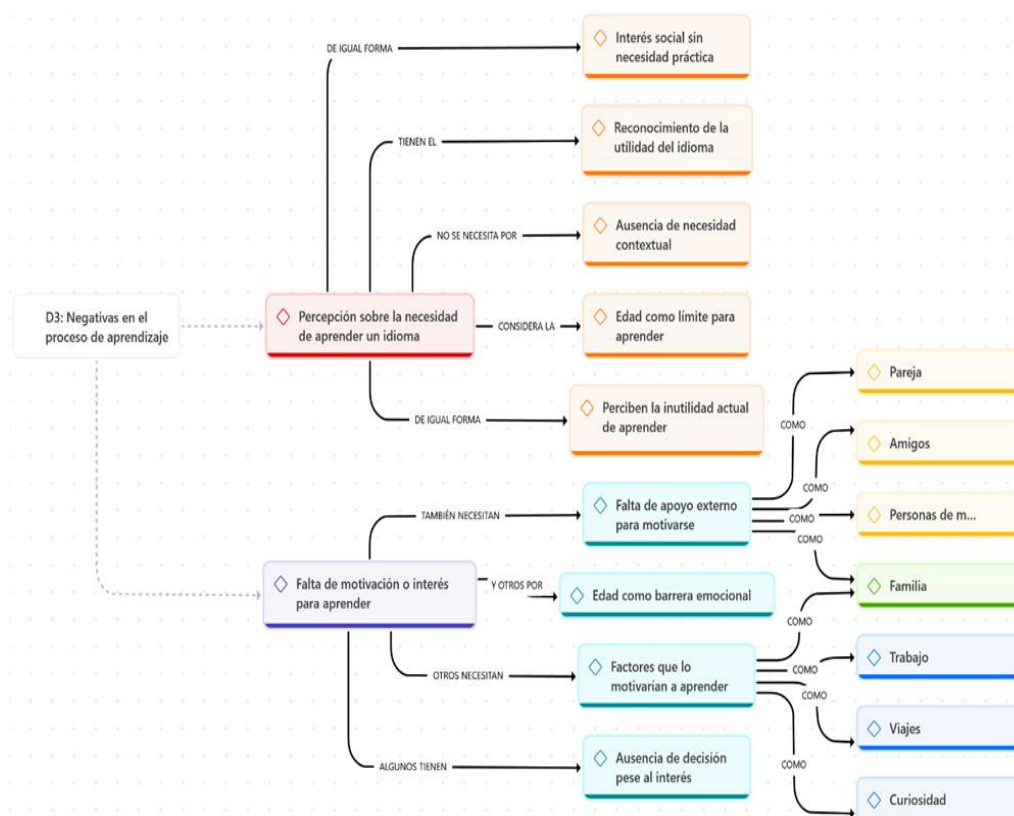 DE IGUAL FORMA
Interés social sin
necesidad práctica
TIENEN EL
Reconocimiento de la
utilidad del idioma
NO SE NECESITA POR
Ausencia de necesidad
contextual
D3: Negativas en el
proceso de aprendizaje
Percepción sobre la necesidad
de aprender un idioma
CONSIDERA LA
Edad como límite para
aprender
DE IGUAL FORMA
Perciben la inutilidad actual
de aprender
COMO
Pareja
COMO
Amigos
TAMBIÉN NECESITAN
Falta de apoyo externo
para motivarse
COMO
Personas de m...
COMO
Falta de motivación o interés
para aprender
Y OTROS POR
Edad como barrera emocional
Familia
COMO
OTROS NECESITAN
Factores que lo
motivarían a aprender
COMO
Trabajo
COMO
Viajes
ALGUNOS TIENEN
Ausencia de decisión
pese al interés
COMO
Curiosidad